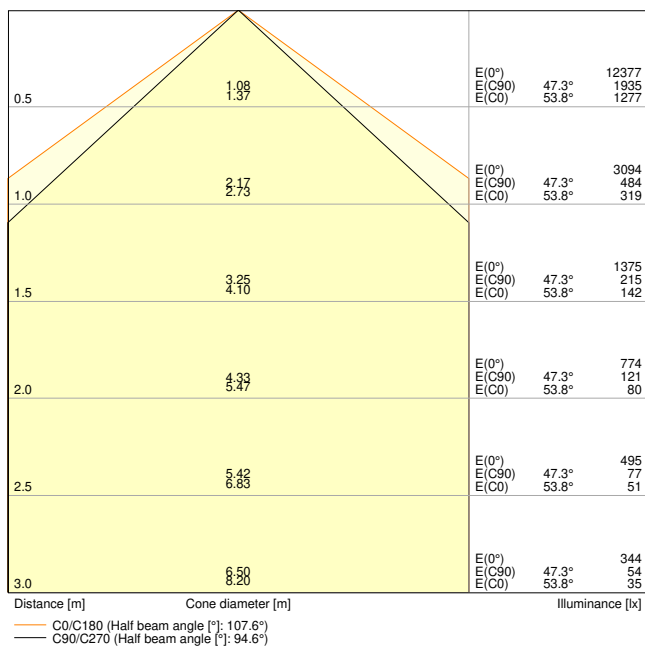 E(0°) 12377
1.08 E(C90) 47.3° 1935
0.5 1.37 E(C0) 53.8° 1277
E(0°) 3094
2.17 E(C90) 47.3° 484
1.0 2.73 E(C0) 53.8° 319
E(0°) 1375
3.25 E(C90) 47.3° 215
1.5 4.10 E(C0) 53.8° 142
E(0°) 774
4.33 E(C90) 47.3° 121
2.0 5.47 E(C0) 53.8° 80
E(0°) 495
5.42 E(C90) 47.3° 77
2.5 6.83 E(C0) 53.8° 51
E(0°) 344
6.50 E(C90) 47.3° 54
3.0 8.20 E(C0) 53.8° 35
Distance [m] Cone diameter [m] Illuminance [lx]
C0/C180 (Half beam angle [°]: 107.6°)
C90/C270 (Half beam angle [°]: 94.6°)